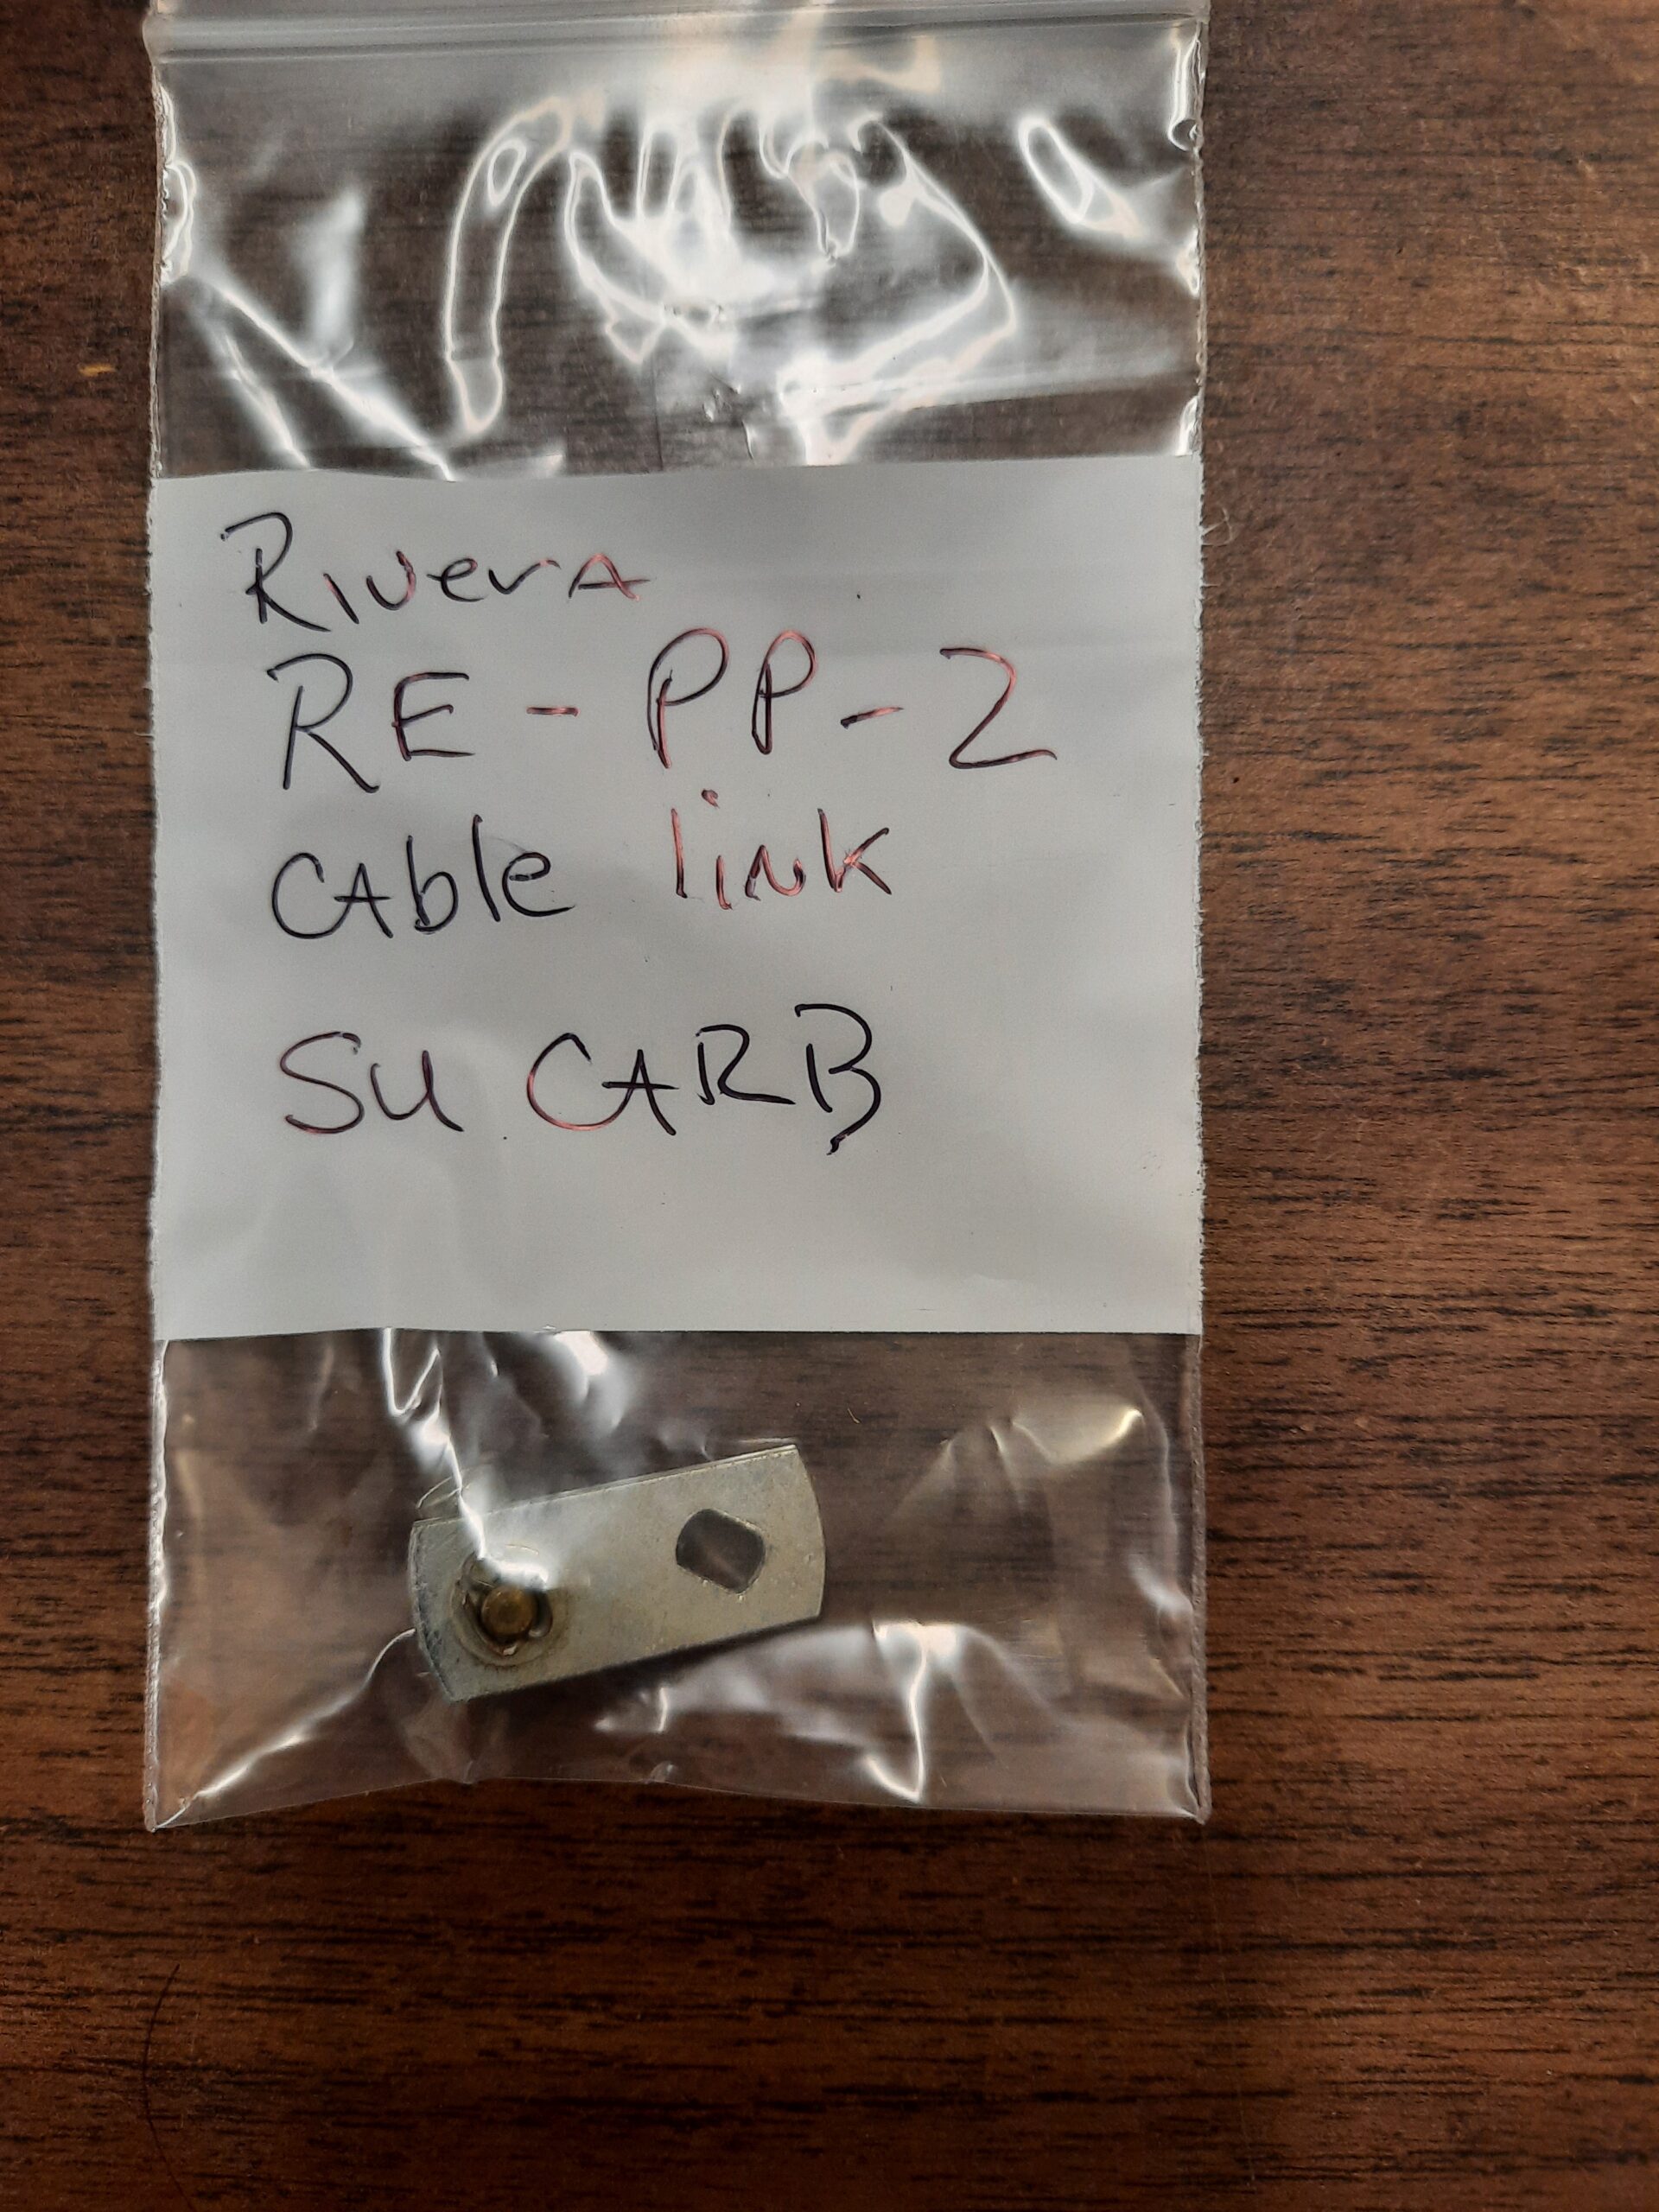 Rivera
RE - PP - 2
CAble link
SU CARB